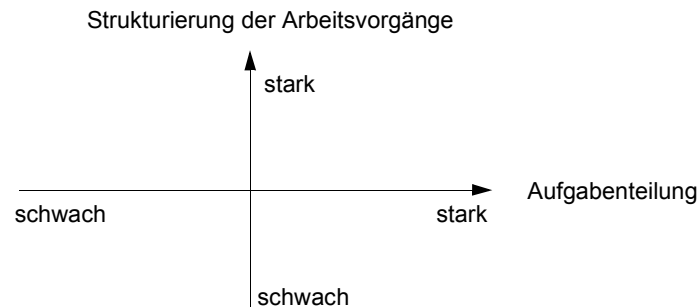 Strukturierung der Arbeitsvorgänge
stark
Aufgabenteilung
schwach
stark
schwach